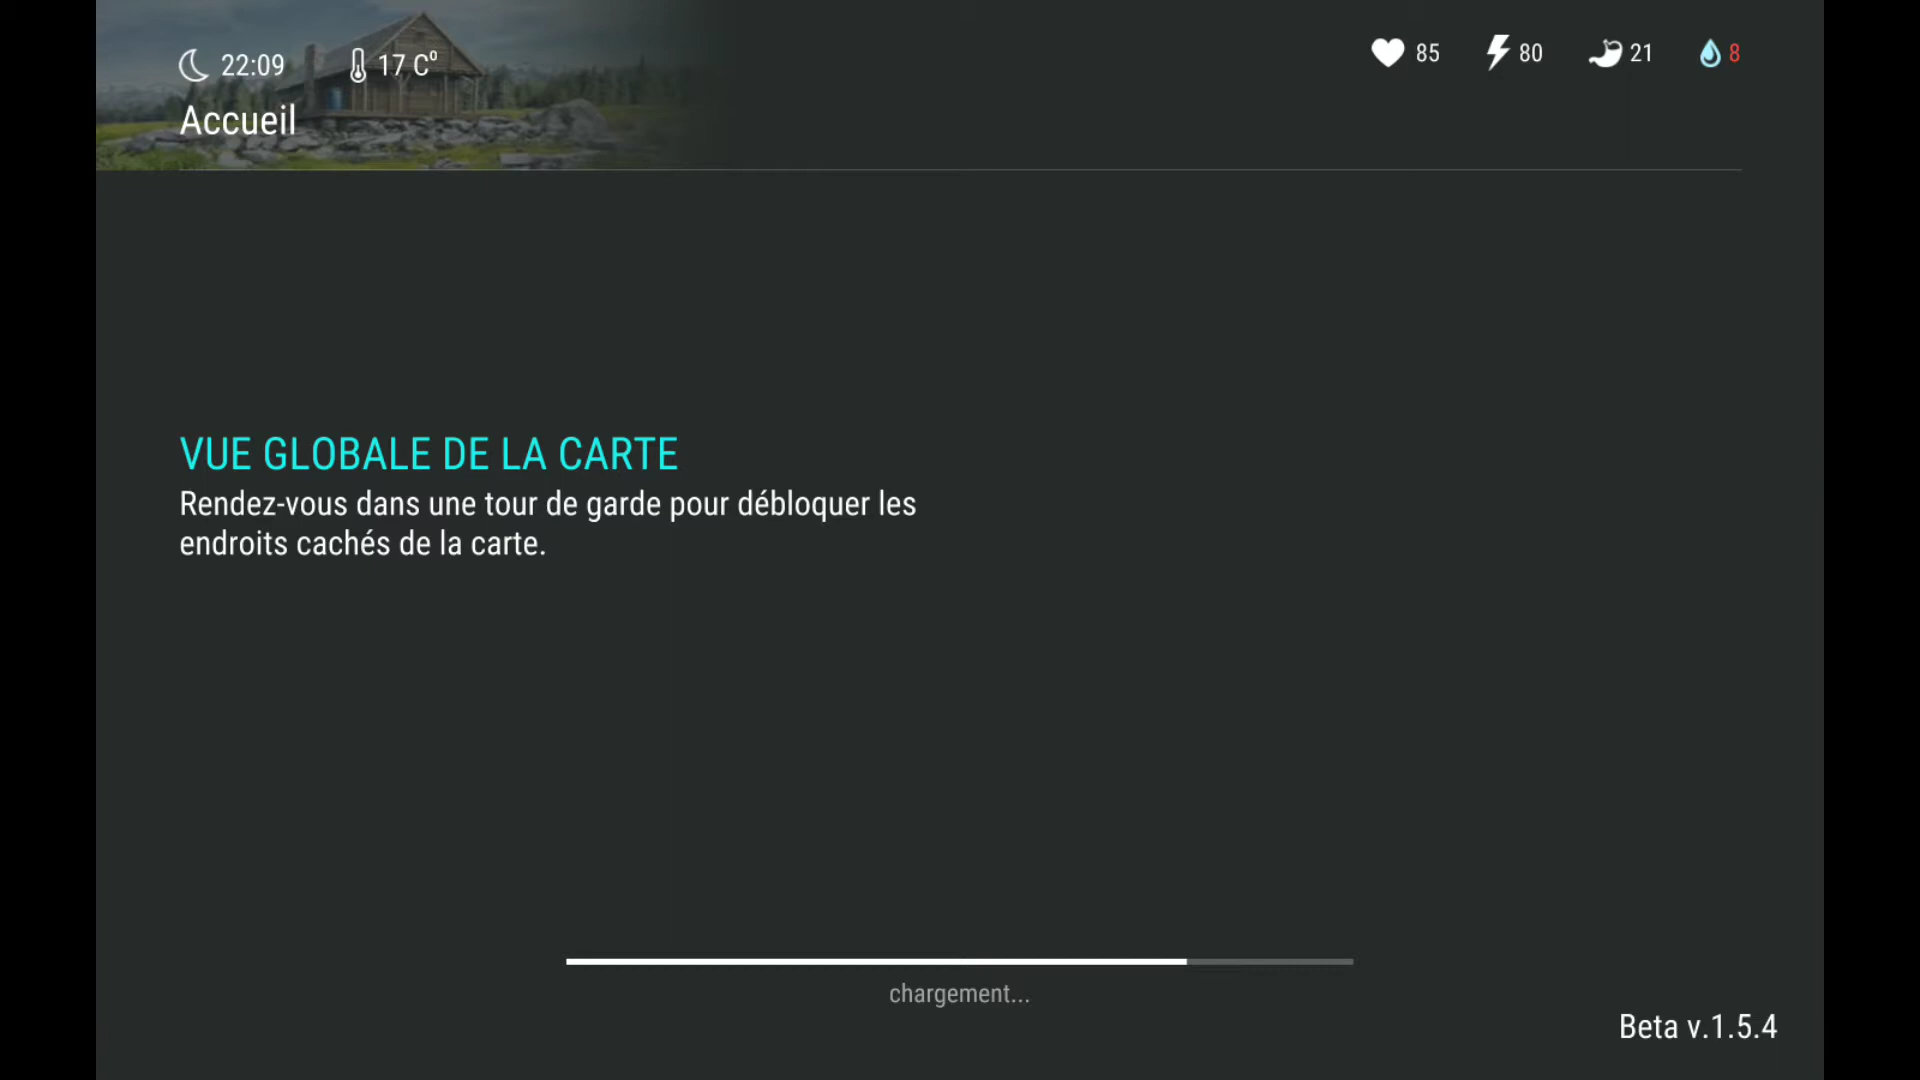 22:09 17 C⁰
85 80 21 8
Accueil
VUE GLOBALE DE LA CARTE
Rendez-vous dans une tour de garde pour débloquer les
endroits cachés de la carte.
chargement...
Beta v.1.5.4